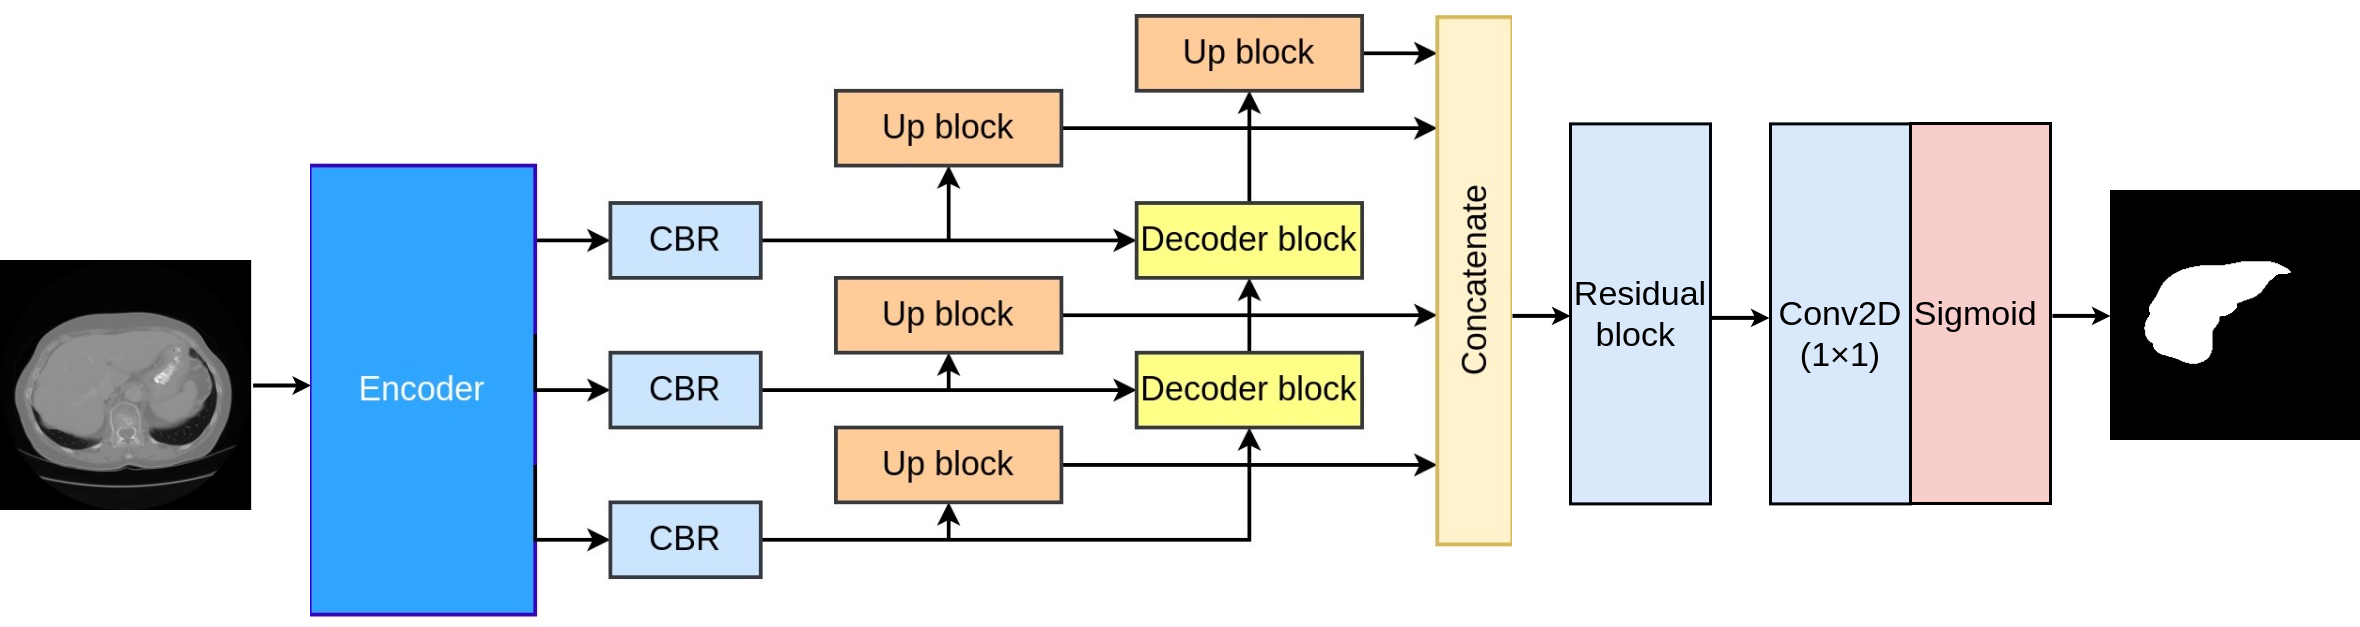 Up block
Up block
CBR
Decoder block
Up block
Encoder
CBR
Decoder block
Up block
CBR
Concatenate
Residual
block
Conv2D
(1×1)
Sigmoid